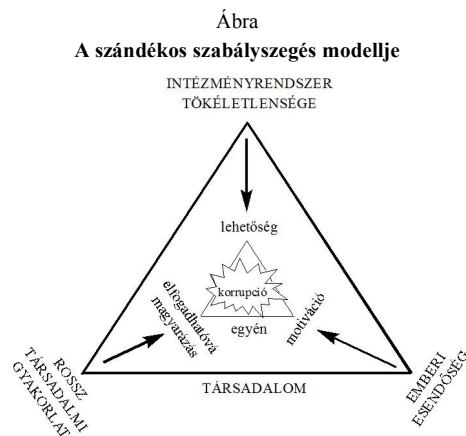 Ábra
A szándékos szabályszegés modellje
INTÉZMÉNYRENDSZER
TÖKÉLETLENSÉGE
lehetőség
korrupció
elfogadhatóvá
magyarázás
egyén
motiváció
ROSSZ
TÁRSADALMI
GYAKORLAT
TÁRSADALOM
EMBERI
ESENDŐSÉG